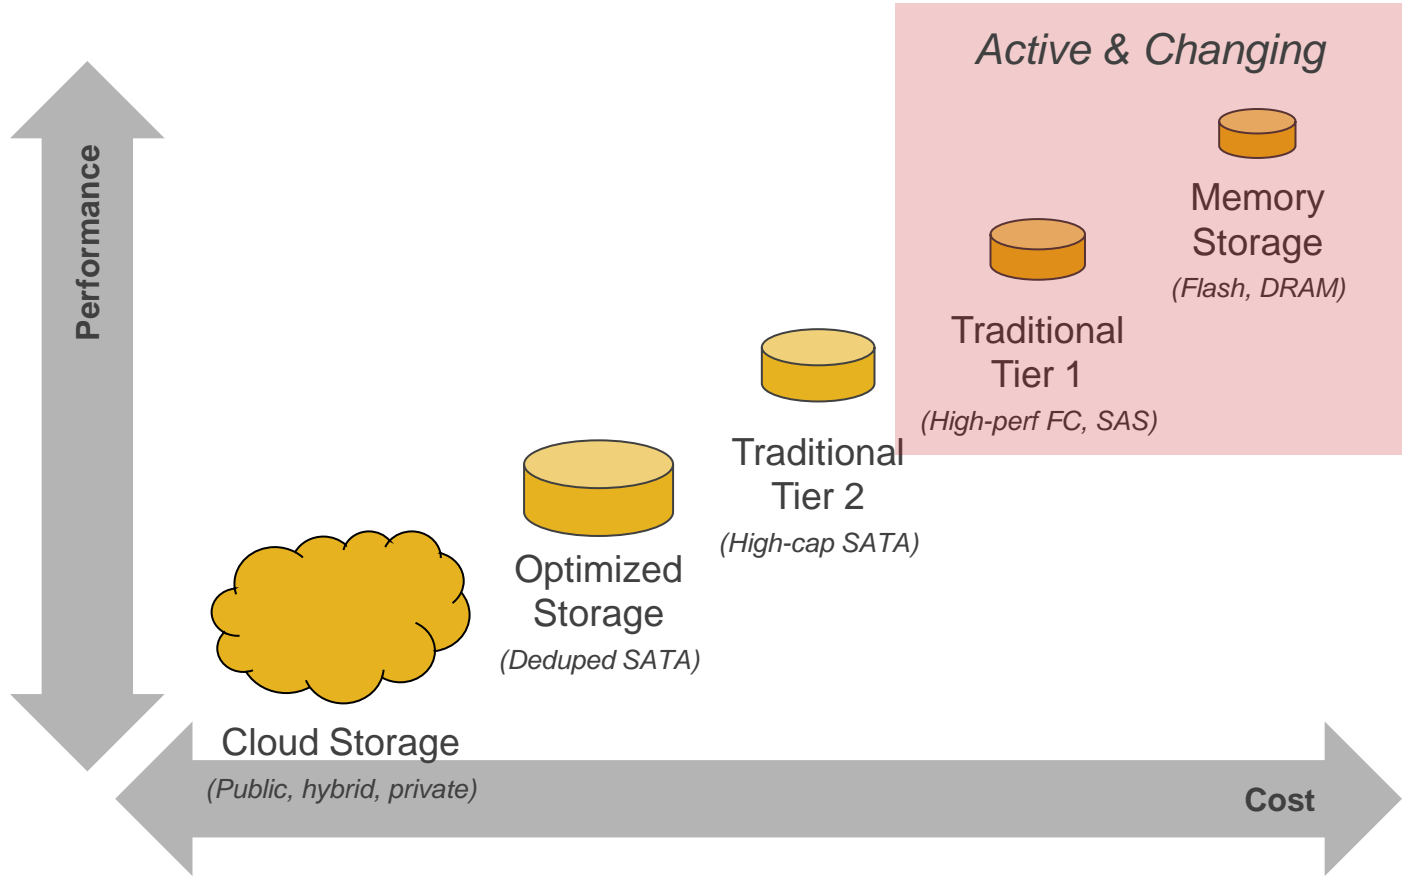 Active & Changing
Performance
Memory
Storage
(Flash, DRAM)
Traditional
Tier 1
(High-perf FC, SAS)
Traditional
Tier 2
(High-cap SATA)
Optimized
Storage
(Deduped SATA)
Cloud Storage
(Public, hybrid, private)
Cost